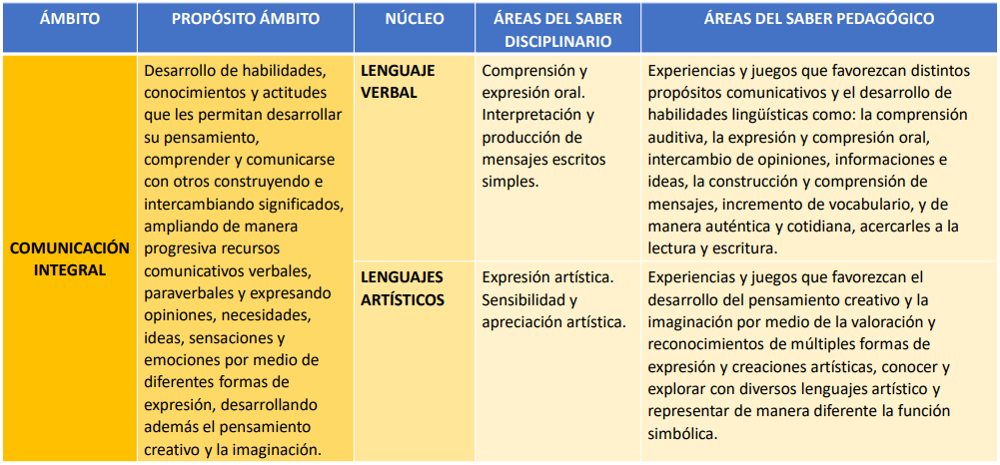 ÁMBITO
PROPÓSITO ÁMBITO
NÚCLEO
ÁREAS DEL SABER
DISCIPLINARIO
ÁREAS DEL SABER PEDAGÓGICO
COMUNICACIÓN
INTEGRAL
Desarrollo de habilidades,
conocimientos y actitudes
que les permitan desarrollar
su pensamiento,
comprender y comunicarse
con otros construyendo e
intercambiando significados,
ampliando de manera
progresiva recursos
comunicativos verbales,
paraverbales y expresando
opiniones, necesidades,
ideas, sensaciones y
emociones por medio de
diferentes formas de
expresión, desarrollando
además el pensamiento
creativo y la imaginación.
LENGUAJE
VERBAL
Comprensión y
expresión oral.
Interpretación y
producción de
mensajes escritos
simples.
Experiencias y juegos que favorezcan distintos
propósitos comunicativos y el desarrollo de
habilidades lingüísticas como: la comprensión
auditiva, la expresión y compresión oral,
intercambio de opiniones, informaciones e
ideas, la construcción y comprensión de
mensajes, incremento de vocabulario, y de
manera auténtica y cotidiana, acercarles a la
lectura y escritura.
LENGUAJES
ARTÍSTICOS
Expresión artística.
Sensibilidad y
apreciación artística.
Experiencias y juegos que favorezcan el
desarrollo del pensamiento creativo y la
imaginación por medio de la valoración y
reconocimientos de múltiples formas de
expresión y creaciones artísticas, conocer y
explorar con diversos lenguajes artístico y
representar de manera diferente la función
simbólica.